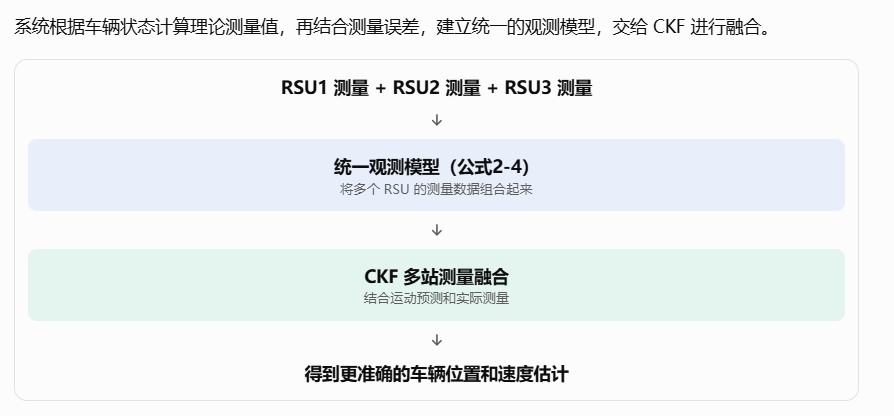 系统根据车辆状态计算理论测量值，再结合测量误差，建立统一的观测模型，交给 CKF 进行融合。
RSU1 测量 + RSU2 测量 + RSU3 测量
↓
统一观测模型（公式2-4）
将多个 RSU 的测量数据组合起来
↓
CKF 多站测量融合
结合运动预测和实际测量
↓
得到更准确的车辆位置和速度估计